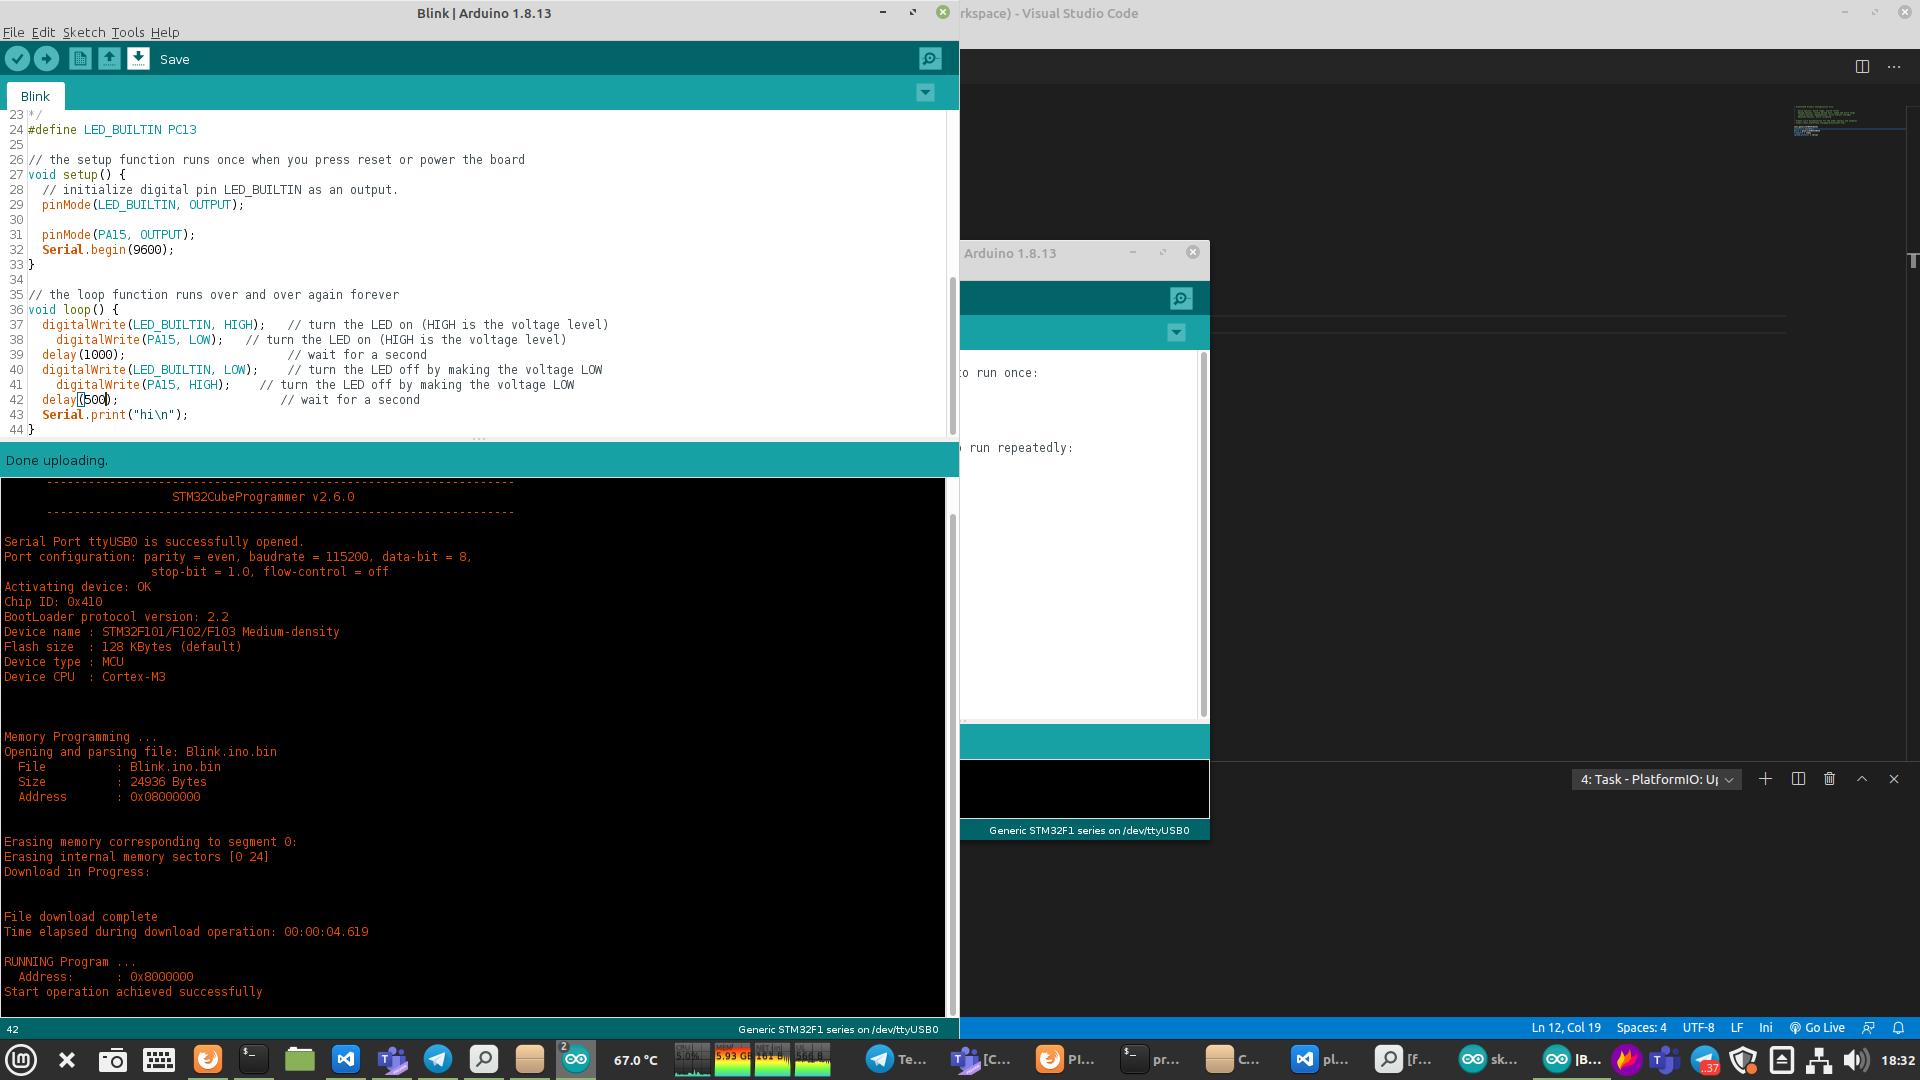 Blink | Arduino 1.8.13
File Edit Sketch Tools Help
Save
Blink
23 */
24 #define LED_BUILTIN PC13
25
26 // the setup function runs once when you press reset or power the board
27 void setup() {
28   // initialize digital pin LED_BUILTIN as an output.
29   pinMode(LED_BUILTIN, OUTPUT);
30
31   pinMode(PA15, OUTPUT);
32   Serial.begin(9600);
33 }
34
35 // the loop function runs over and over again forever
36 void loop() {
37   digitalWrite(LED_BUILTIN, HIGH);   // turn the LED on (HIGH is the voltage level)
38     digitalWrite(PA15, LOW);   // turn the LED on (HIGH is the voltage level)
39   delay(1000);                       // wait for a second
40   digitalWrite(LED_BUILTIN, LOW);    // turn the LED off by making the voltage LOW
41     digitalWrite(PA15, HIGH);    // turn the LED off by making the voltage LOW
42   delay(500);                       // wait for a second
43   Serial.print("hi\n");
44 }
Done uploading.
-------------------------------------------------------------------
STM32CubeProgrammer v2.6.0
-------------------------------------------------------------------
Serial Port ttyUSB0 is successfully opened.
Port configuration: parity = even, baudrate = 115200, data-bit = 8,
stop-bit = 1.0, flow-control = off
Activating device: OK
Chip ID: 0x410
BootLoader protocol version: 2.2
Device name : STM32F101/F102/F103 Medium-density
Flash size  : 128 KBytes (default)
Device type : MCU
Device CPU  : Cortex-M3
Memory Programming ...
Opening and parsing file: Blink.ino.bin
File          : Blink.ino.bin
Size          : 24936 Bytes
Address       : 0x08000000
Erasing memory corresponding to segment 0:
Erasing internal memory sectors [0 24]
Download in Progress:
File download complete
Time elapsed during download operation: 00:00:04.619
RUNNING Program ...
Address:      : 0x8000000
Start operation achieved successfully
42
Generic STM32F1 series on /dev/ttyUSB0
rkspace) - Visual Studio Code
Arduino 1.8.13
to run once:
run repeatedly:
Generic STM32F1 series on /dev/ttyUSB0
4: Task - PlatformIO: Up
Ln 12, Col 19
Spaces: 4
UTF-8
LF
Ini
Go Live
2
67.0 °C
5.0%
5.93 GB
161 B
566 B
Te...
[C...
PI...
pr...
C...
pl...
[f...
sk...
|B...
..37
18:32